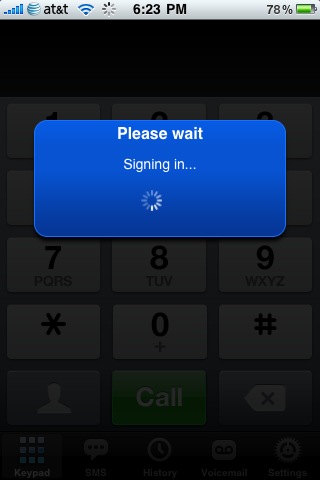 at&t 6:23 PM 78%
Please wait
Signing in...
7 8 9
PQRS TUV WXYZ
* 0 #
+
Call
Keypad SMS History Voicemail Settings